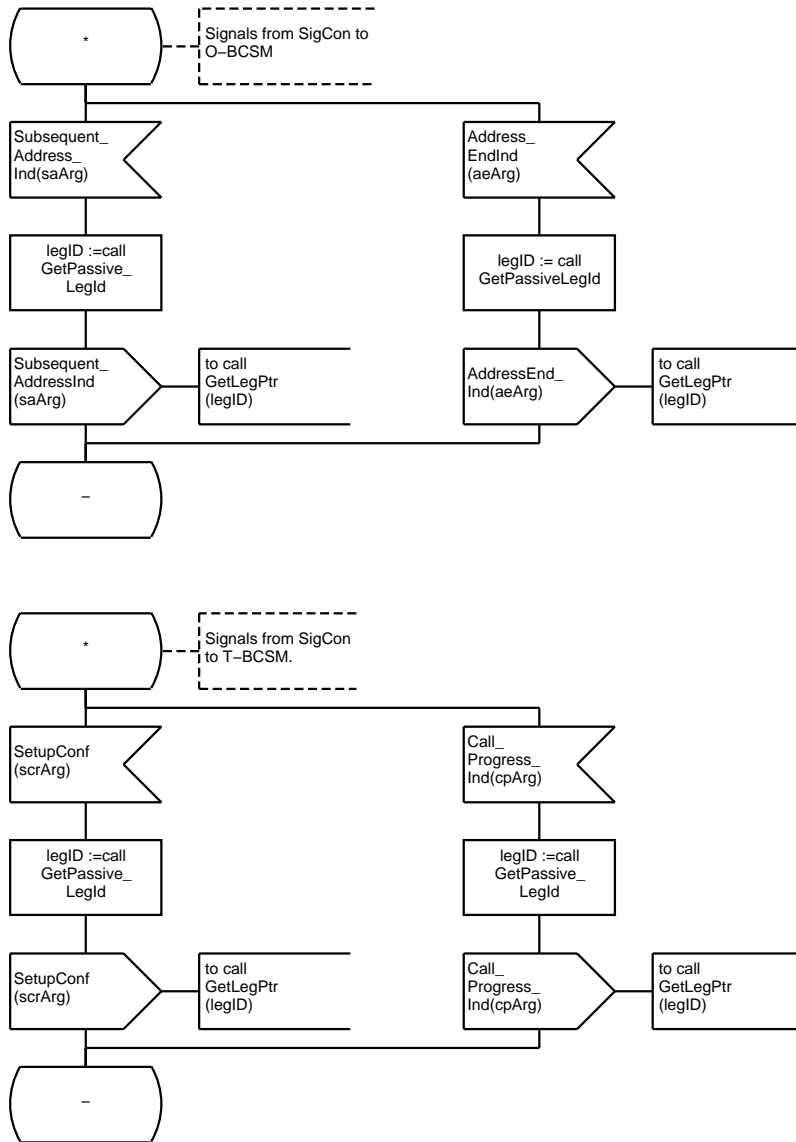 *
Signals from SigCon to
O−BCSM
Subsequent_
Address_
Ind(saArg)
Address_
EndInd
(aeArg)
legID :=call
GetPassive_
LegId
legID := call
GetPassiveLegId
Subsequent_
AddressInd
(saArg)
to call
GetLegPtr
(legID)
AddressEnd_
Ind(aeArg)
to call
GetLegPtr
(legID)
−
*
Signals from SigCon
to T−BCSM.
SetupConf
(scrArg)
Call_
Progress_
Ind(cpArg)
legID :=call
GetPassive_
LegId
legID :=call
GetPassive_
LegId
SetupConf
(scrArg)
to call
GetLegPtr
(legID)
Call_
Progress_
Ind(cpArg)
to call
GetLegPtr
(legID)
−